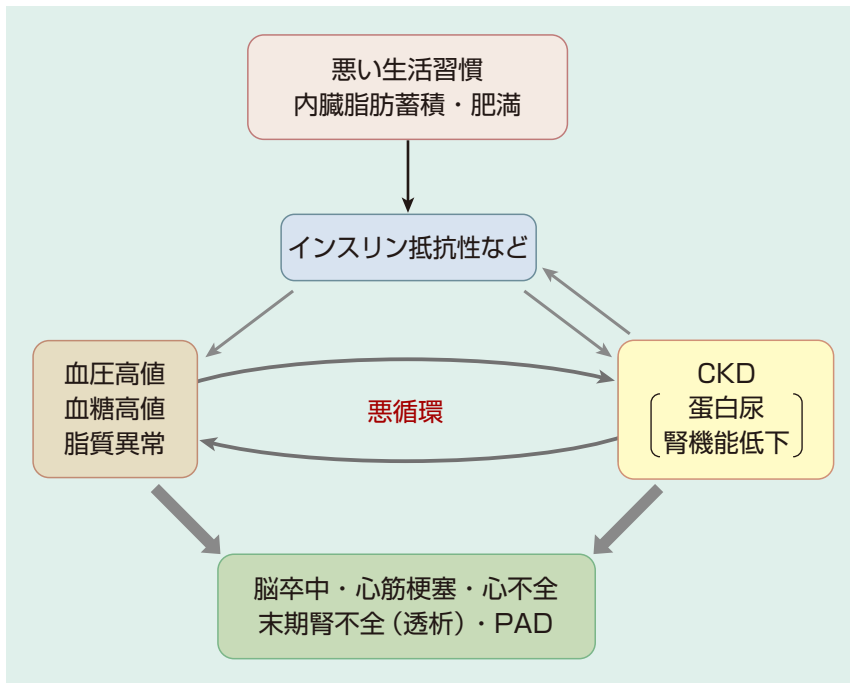 悪い生活習慣
内臓脂肪蓄積・肥満
インスリン抵抗性など
血圧高値
血糖高値
脂質異常
悪循環
CKD
蛋白尿
腎機能低下
脳卒中・心筋梗塞・心不全
末期腎不全（透析）・PAD